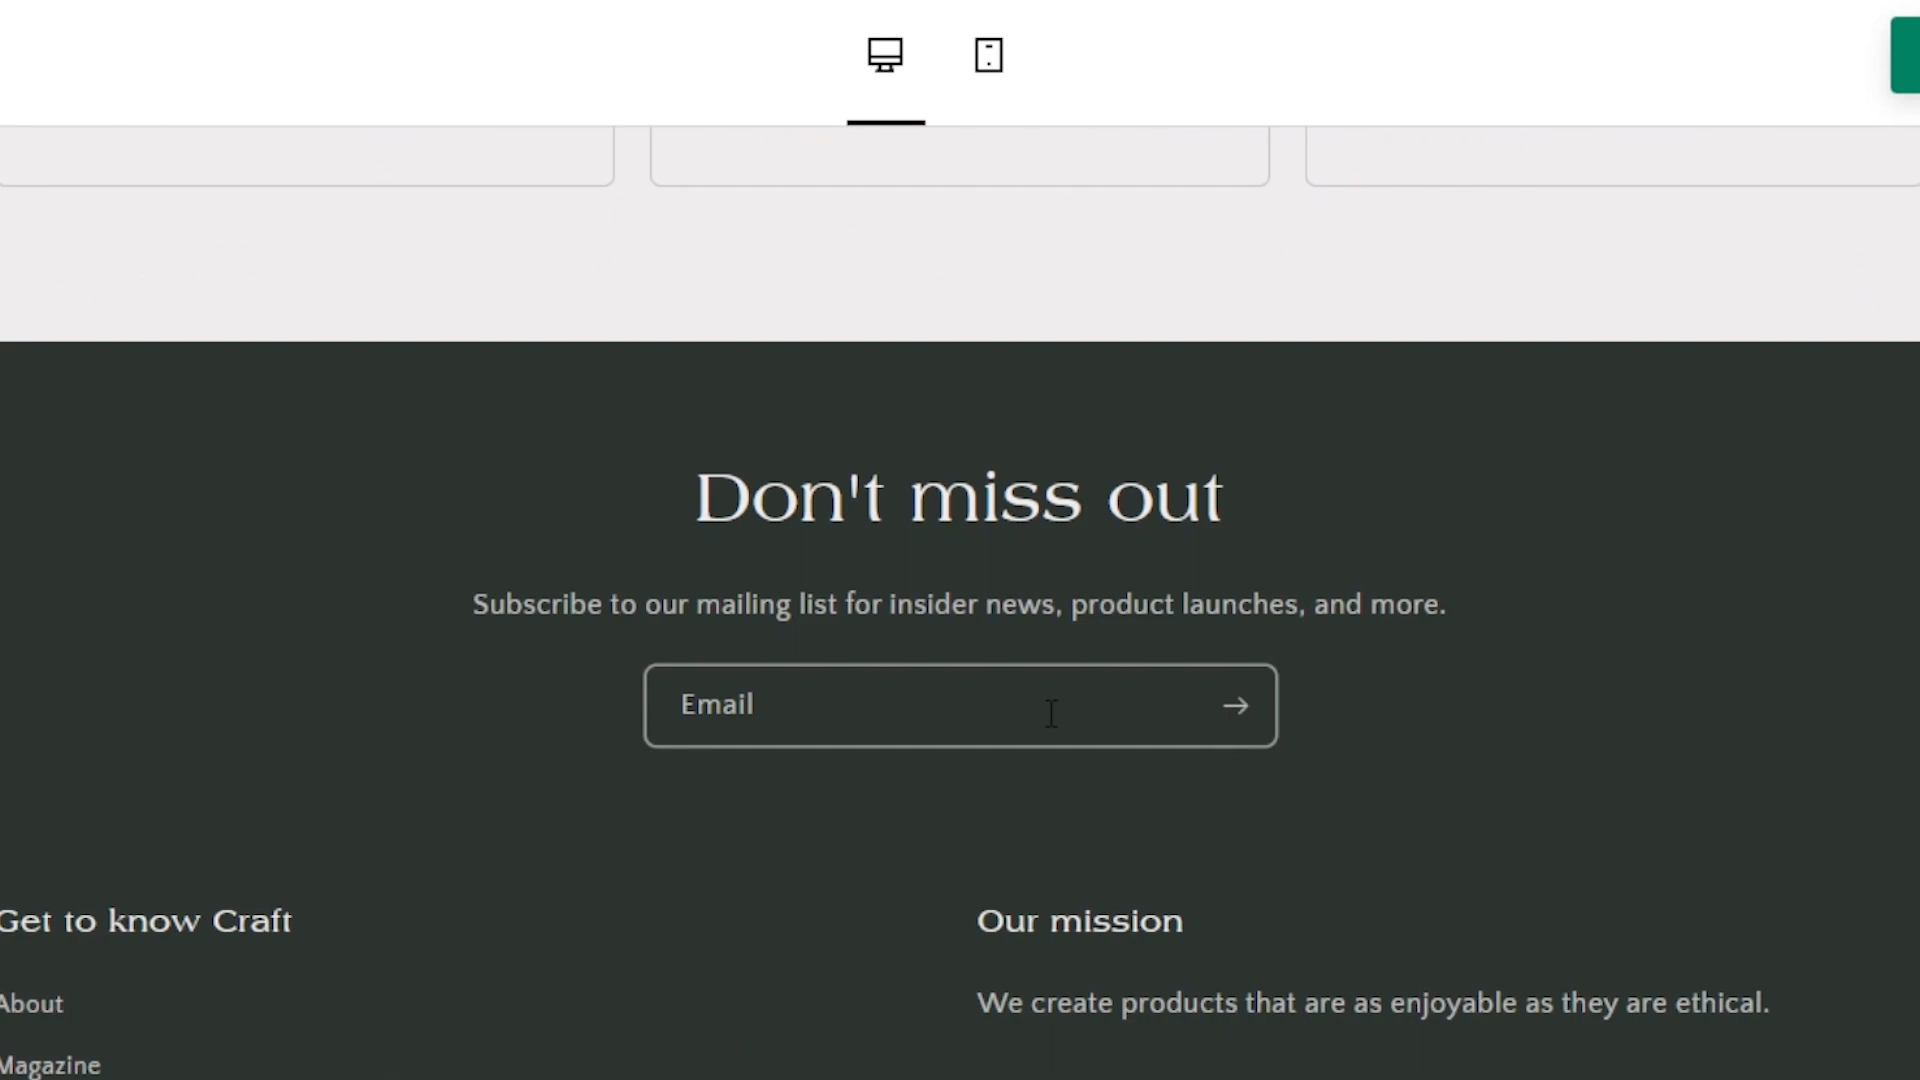 Don't miss out
Subscribe to our mailing list for insider news, product launches, and more.
Email
Get to know Craft
Our mission
About
We create products that are as enjoyable as they are ethical.
Magazine